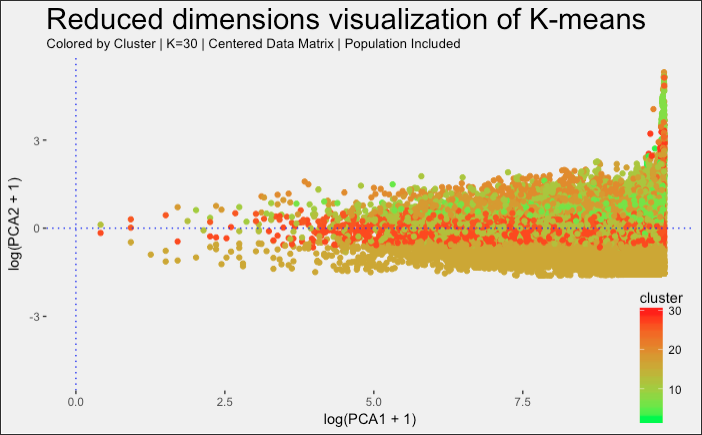 Reduced dimensions visualization of K-means
Colored by Cluster | K=30 | Centered Data Matrix | Population Included
log(PCA2 + 1)
3
0
-3
cluster
30
20
10
0.0
2.5
5.0
7.5
log(PCA1 + 1)